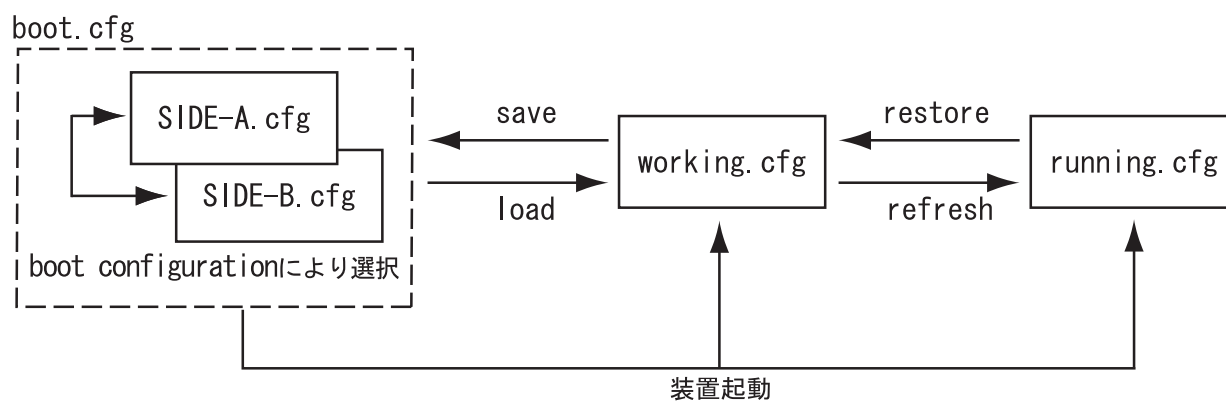 boot.cfg
SIDE-A.cfg
SIDE-B.cfg
boot configurationにより選択
save
load
working.cfg
restore
refresh
running.cfg
装置起動